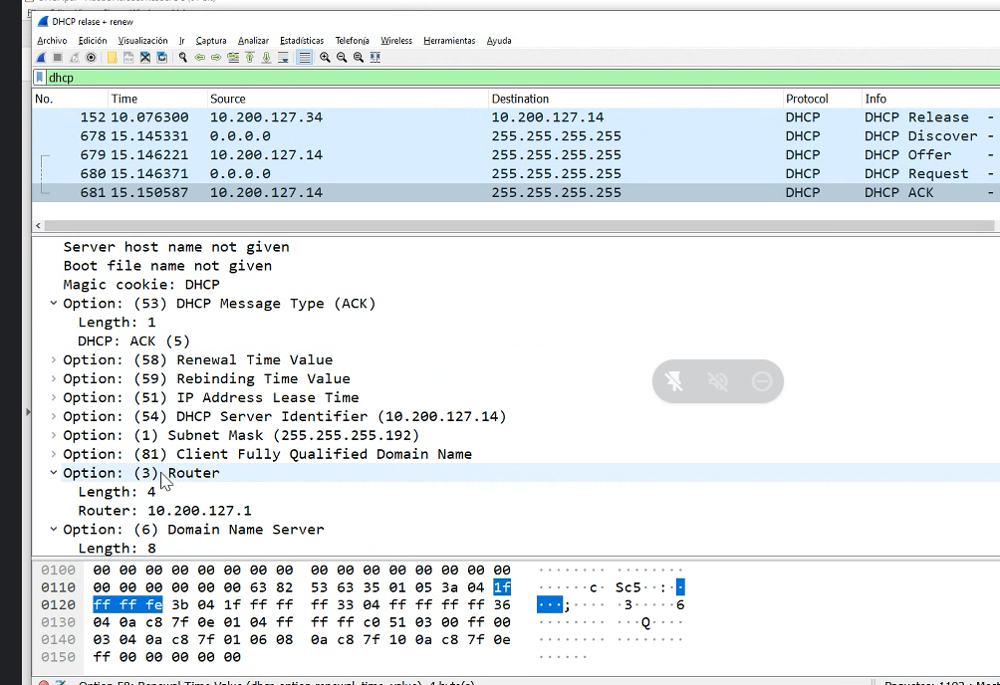 DHCP relase + renew
Archivo Edición Visualización Ir Captura Analizar Estadísticas Telefonía Wireless Herramientas Ayuda
dhcp
No. Time Source Destination Protocol Info
152 10.076300 10.200.127.34 10.200.127.14 DHCP DHCP Release -
678 15.145331 0.0.0.0 255.255.255.255 DHCP DHCP Discover -
679 15.146221 10.200.127.14 255.255.255.255 DHCP DHCP Offer -
680 15.146371 0.0.0.0 255.255.255.255 DHCP DHCP Request -
681 15.150587 10.200.127.14 255.255.255.255 DHCP DHCP ACK -
Server host name not given
Boot file name not given
Magic cookie: DHCP
Option: (53) DHCP Message Type (ACK)
Length: 1
DHCP: ACK (5)
Option: (58) Renewal Time Value
Option: (59) Rebinding Time Value
Option: (51) IP Address Lease Time
Option: (54) DHCP Server Identifier (10.200.127.14)
Option: (1) Subnet Mask (255.255.255.192)
Option: (81) Client Fully Qualified Domain Name
Option: (3) Router
Length: 4
Router: 10.200.127.1
Option: (6) Domain Name Server
Length: 8
0100 00 00 00 00 00 00 00 00 00 00 00 00 00 00 00 00 ········ ········
0110 00 00 00 00 00 00 63 82 53 63 35 01 05 3a 04 1f ······c· Sc5··:··
0120 ff ff fe 3b 04 1f ff ff ff 33 04 ff ff ff ff 36 ···;···· ·3·····6
0130 04 0a c8 7f 0e 01 04 ff ff ff c0 51 03 00 ff 00 ········ ···Q····
0140 03 04 0a c8 7f 01 06 08 0a c8 7f 10 0a c8 7f 0e ········ ········
0150 ff 00 00 00 00 00 ······